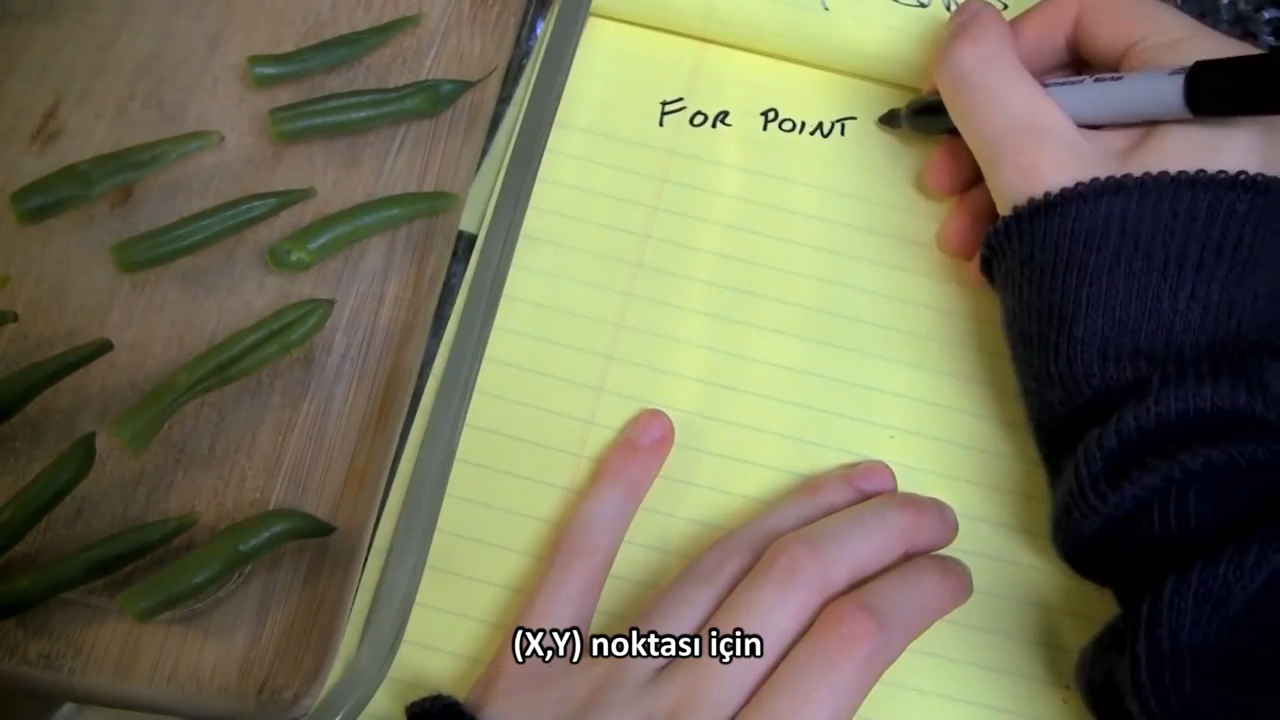 FOR POINT
(X,Y) noktası için